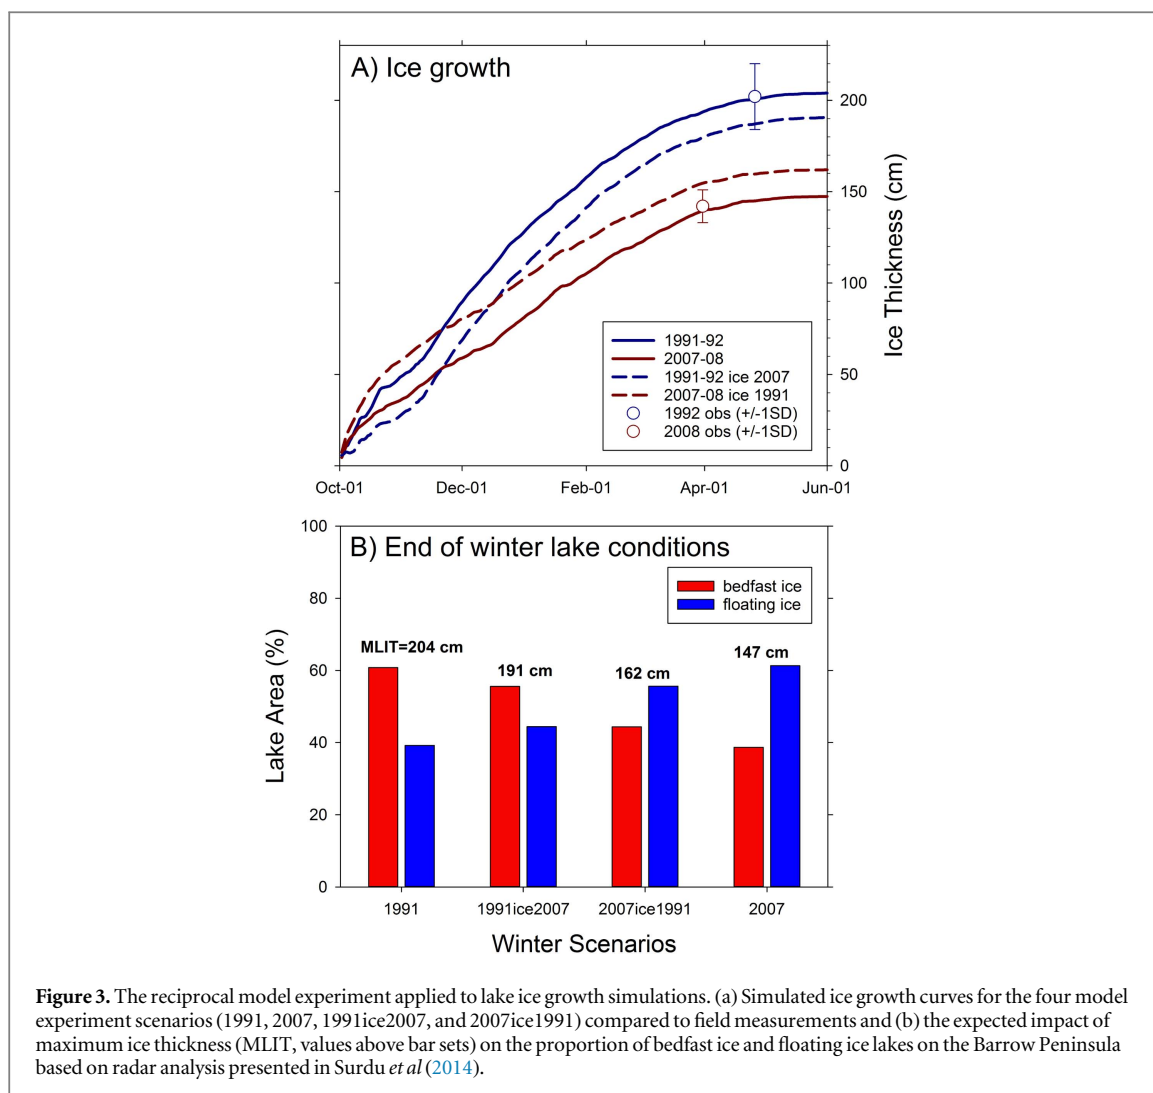 A) Ice growth
200
150
100
50
0
Ice Thickness (cm)
1991-92
2007-08
1991-92 ice 2007
2007-08 ice 1991
1992 obs (+/-1SD)
2008 obs (+/-1SD)
Oct-01 Dec-01 Feb-01 Apr-01 Jun-01
B) End of winter lake conditions
100
80
60
40
20
0
Lake Area (%)
bedfast ice
floating ice
MLIT=204 cm
191 cm
162 cm
147 cm
1991 1991ice2007 2007ice1991 2007
Winter Scenarios
Figure 3. The reciprocal model experiment applied to lake ice growth simulations. (a) Simulated ice growth curves for the four model
experiment scenarios (1991, 2007, 1991ice2007, and 2007ice1991) compared to field measurements and (b) the expected impact of
maximum ice thickness (MLIT, values above bar sets) on the proportion of bedfast ice and floating ice lakes on the Barrow Peninsula
based on radar analysis presented in Surdu et al (2014).